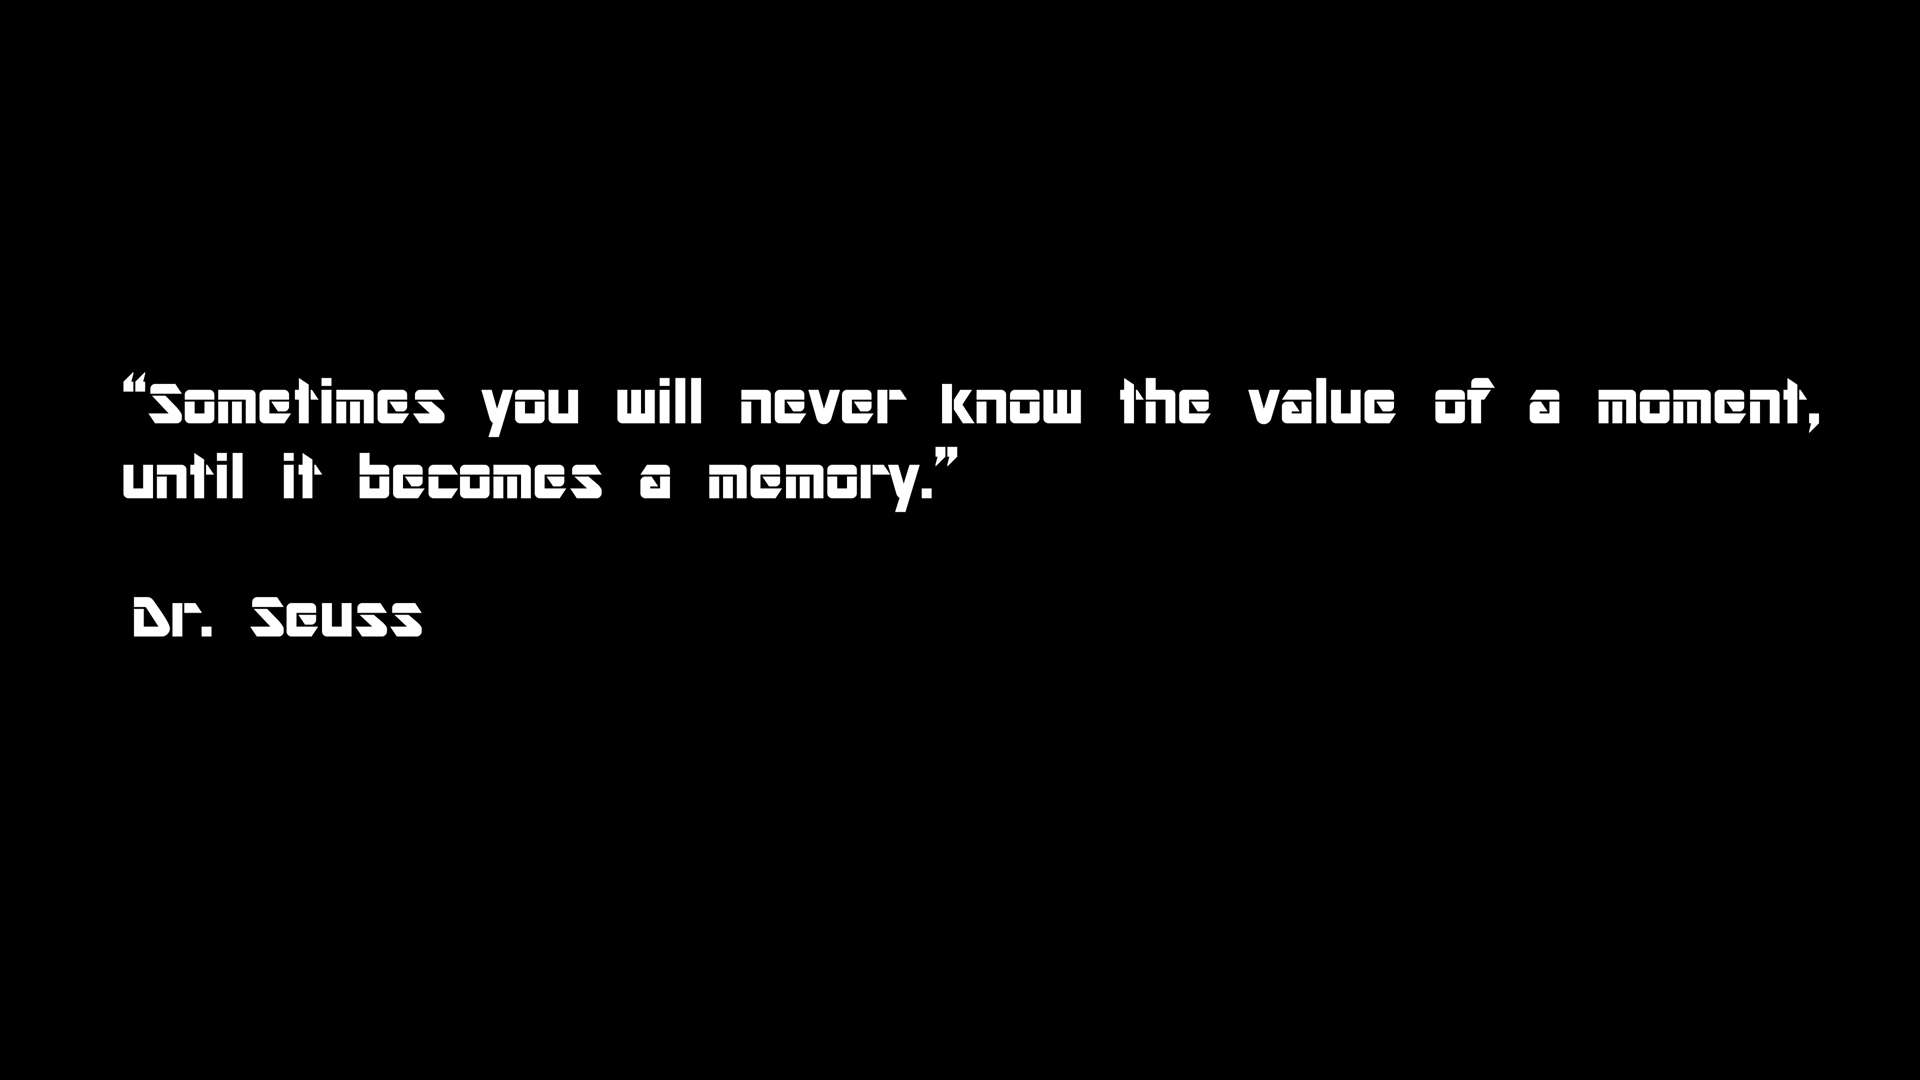 “Sometimes you will never know the value of a moment,
until it becomes a memory.”
Dr. Seuss